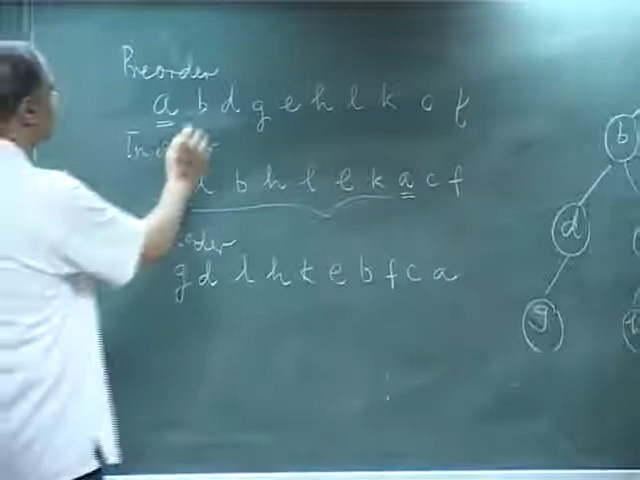 Preorder
a b d g e h l k c f
b h l e k a c f
g d l h k e b f c a
b
d
g